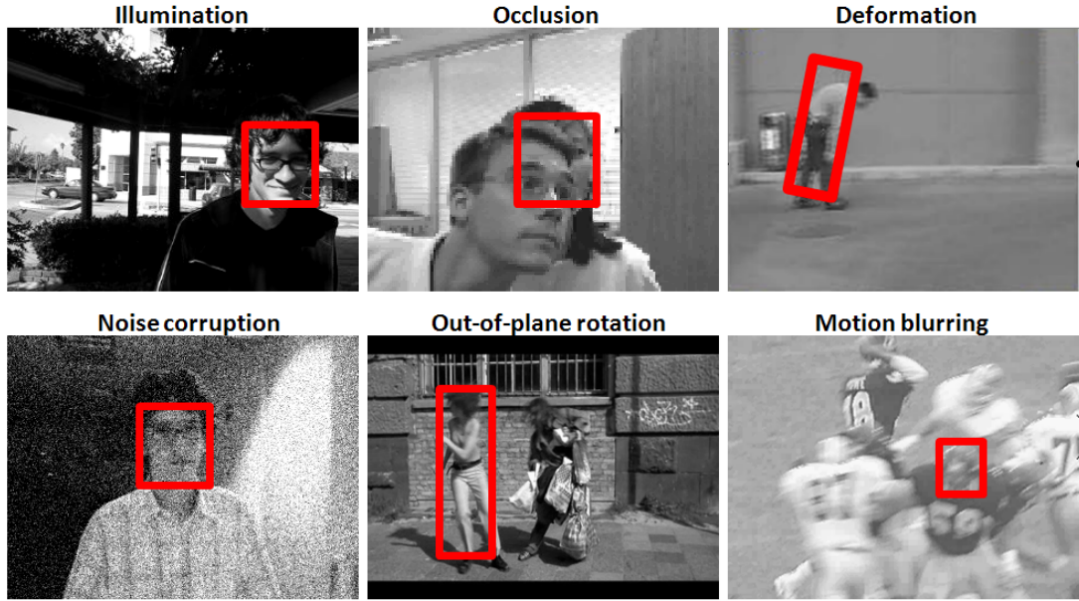 Illumination
Occlusion
Deformation
Noise corruption
Out-of-plane rotation
Motion blurring